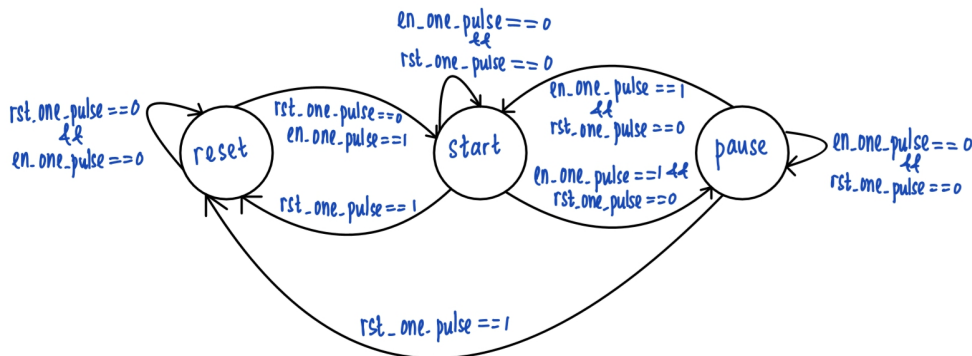 en_one_pulse==0
&&
rst_one_pulse==0
rst_one_pulse==0
&&
en_one_pulse==0
reset
rst_one_pulse==0
en_one_pulse==1
start
en_one_pulse==1
&&
rst_one_pulse==0
pause
en_one_pulse==0
&&
rst_one_pulse==0
rst_one_pulse==1
en_one_pulse==1 &&
rst_one_pulse==0
rst_one_pulse==1